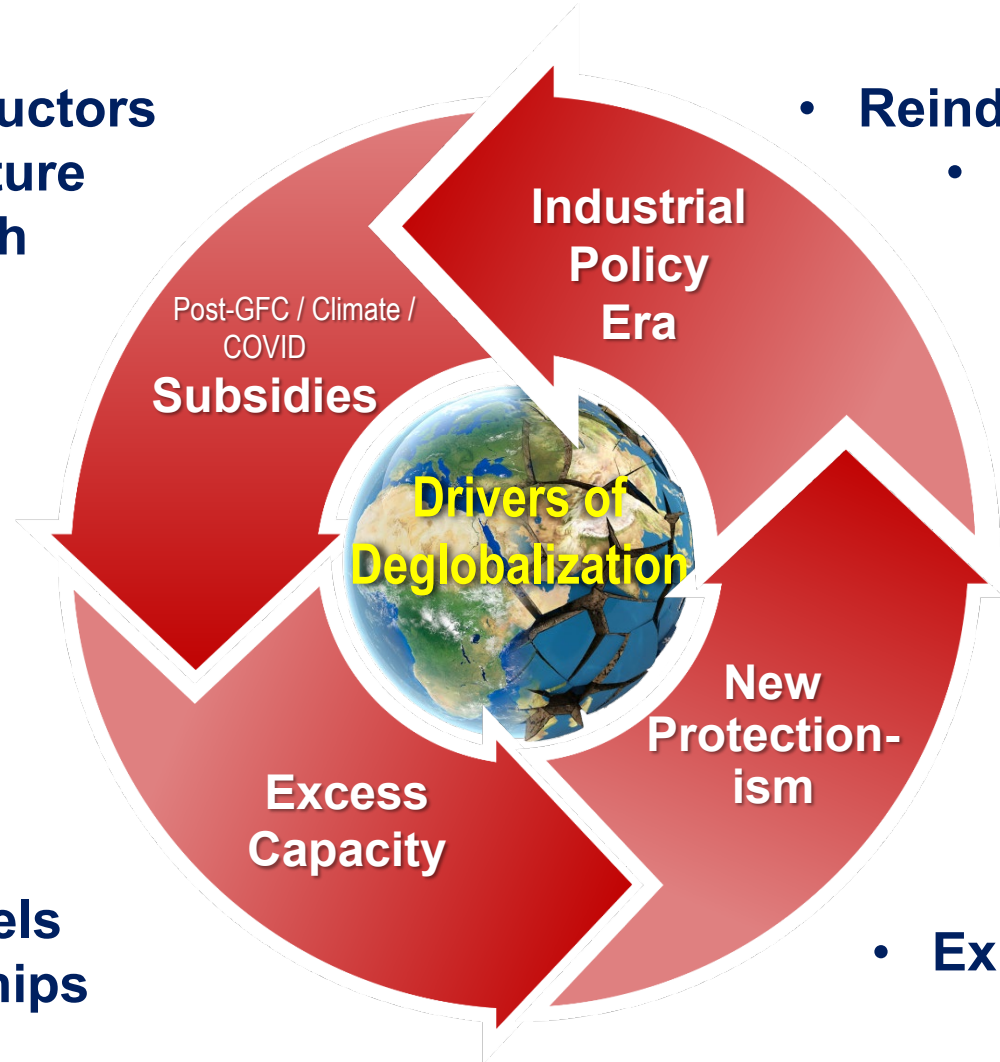 uctors
ture
h
• Reind
•
Industrial
Policy
Era
Post-GFC / Climate /
COVID
Subsidies
Drivers of
Deglobalization
New
Protection-
ism
Excess
Capacity
els
hips
• Ex